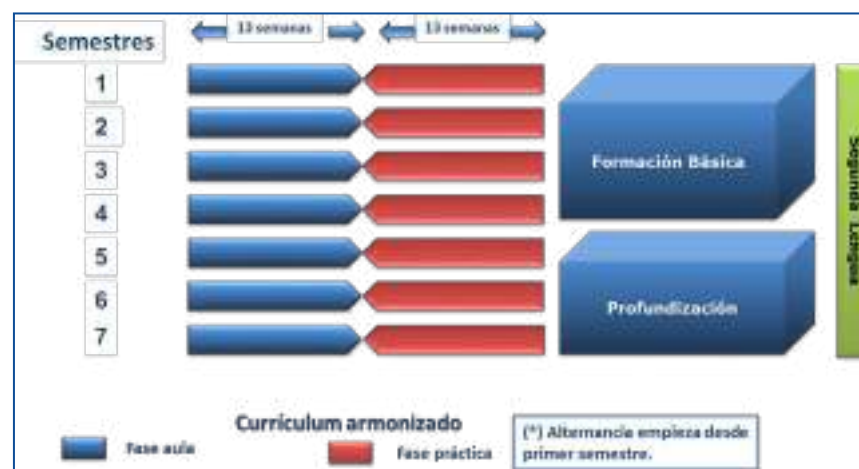 Semestres
13 semanas
13 semanas
1
2
3
4
5
6
7
Formación Básica
Profundización
Segunda Lengua
Currículum armonizado
Fase aula
Fase práctica
(*) Alternancia empieza desde
primer semestre.